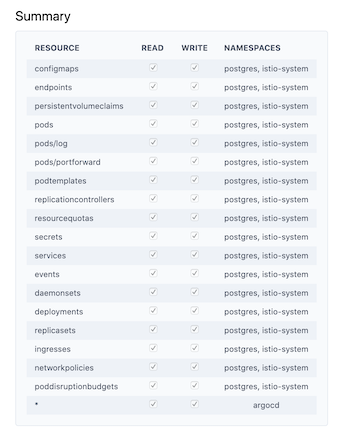 Summary
RESOURCE READ WRITE NAMESPACES
configmaps postgres, istio-system
endpoints postgres, istio-system
persistentvolumeclaims postgres, istio-system
pods postgres, istio-system
pods/log postgres, istio-system
pods/portforward postgres, istio-system
podtemplates postgres, istio-system
replicationcontrollers postgres, istio-system
resourcequotas postgres, istio-system
secrets postgres, istio-system
services postgres, istio-system
events postgres, istio-system
daemonsets postgres, istio-system
deployments postgres, istio-system
replicasets postgres, istio-system
ingresses postgres, istio-system
networkpolicies postgres, istio-system
poddisruptionbudgets postgres, istio-system
* argocd